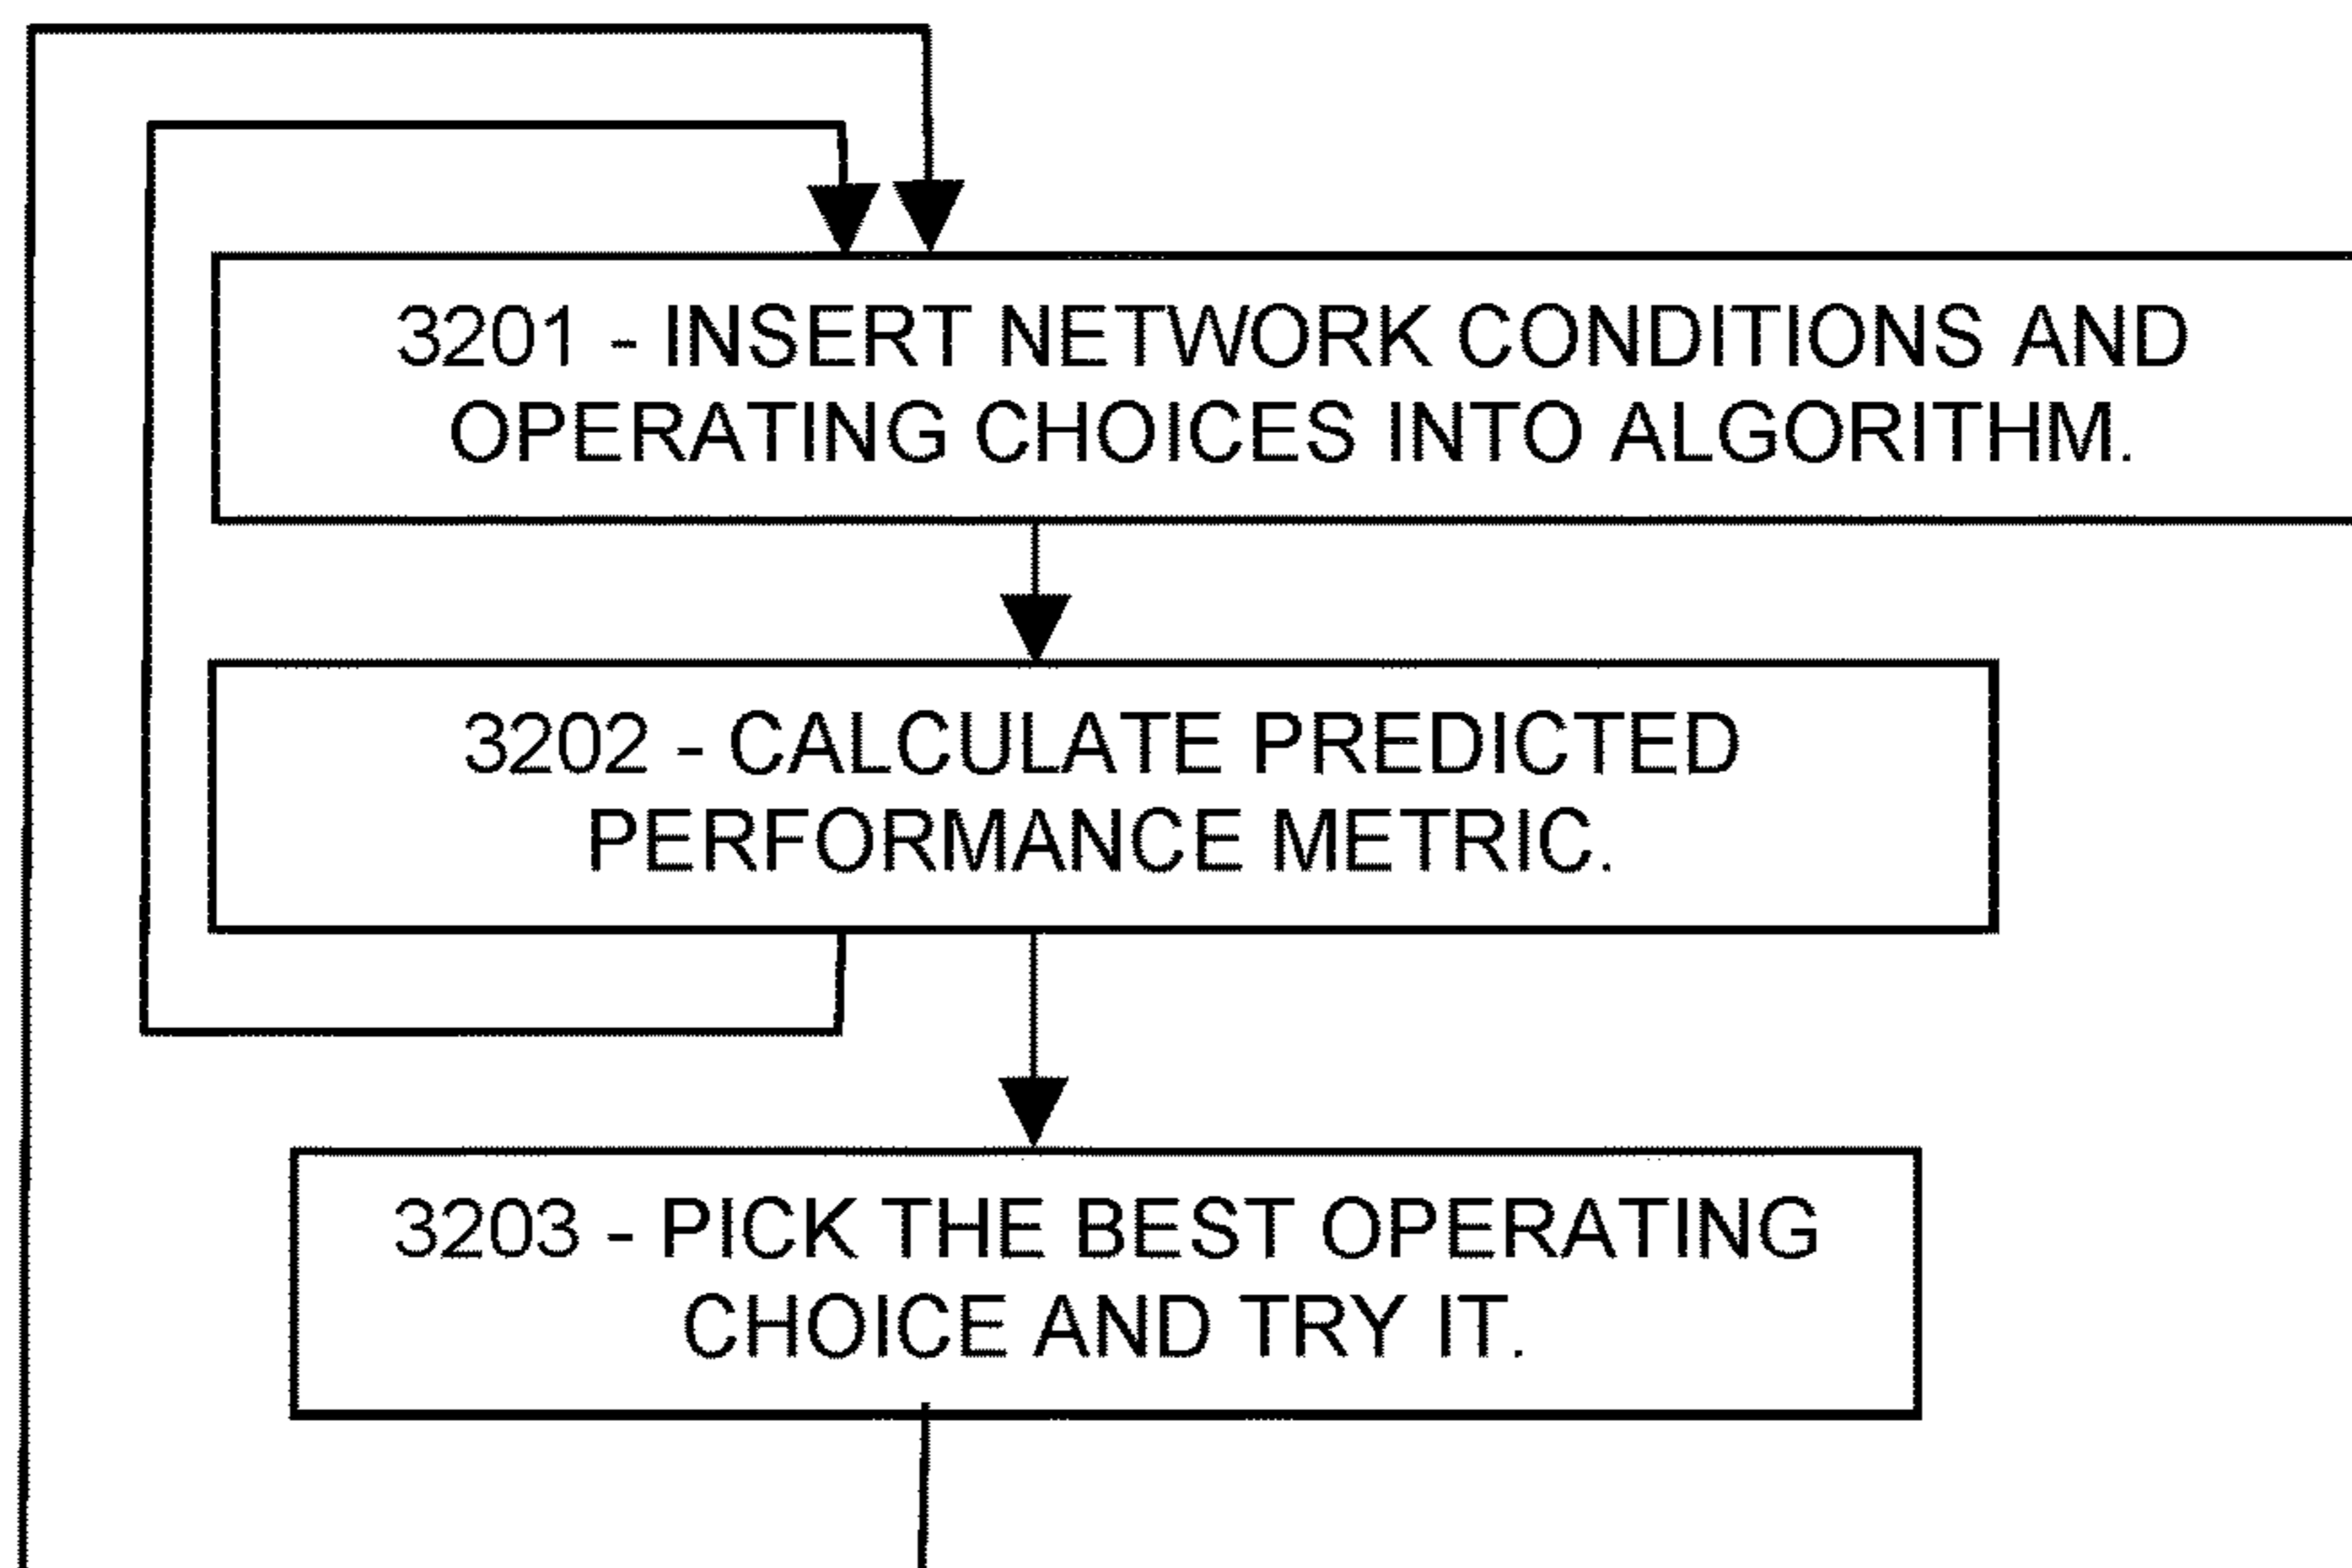 3201 - INSERT NETWORK CONDITIONS AND
OPERATING CHOICES INTO ALGORITHM.
3202 - CALCULATE PREDICTED
PERFORMANCE METRIC.
3203 - PICK THE BEST OPERATING
CHOICE AND TRY IT.